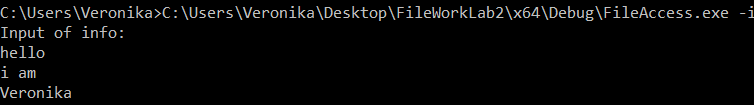 C:\Users\Veronika>C:\Users\Veronika\Desktop\FileWorkLab2\x64\Debug\FileAccess.exe -i
Input of info:
hello
i am
Veronika